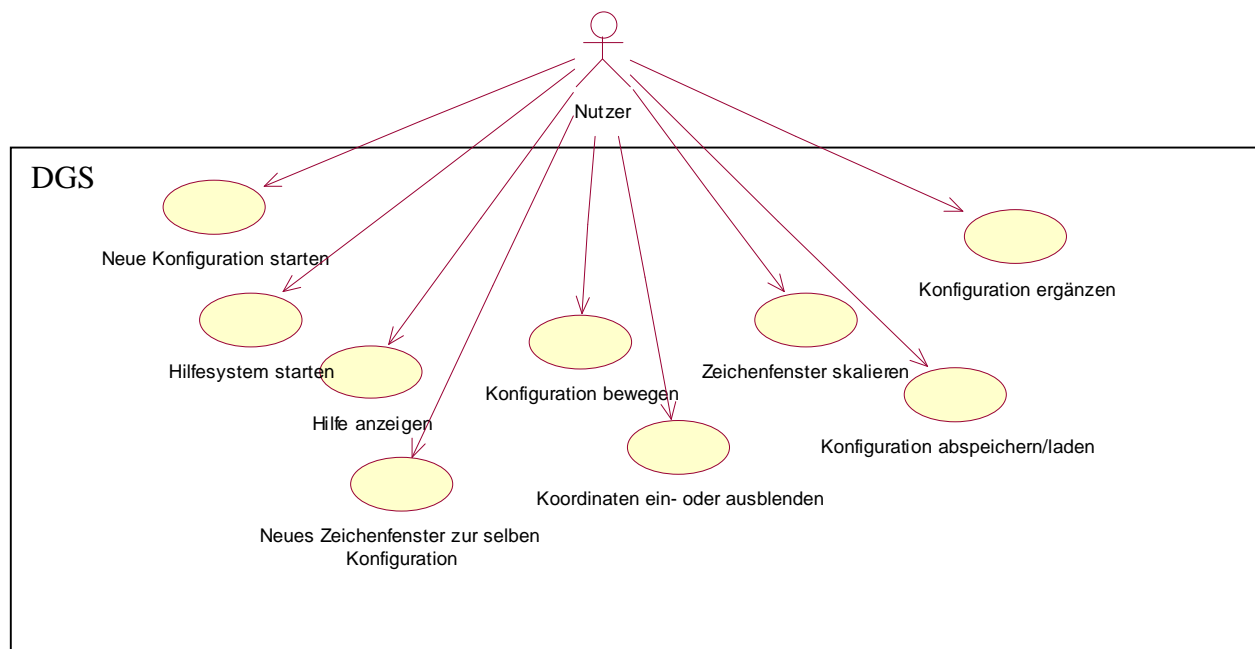 Nutzer
DGS
Neue Konfiguration starten
Konfiguration ergänzen
Hilfesystem starten
Zeichenfenster skalieren
Konfiguration bewegen
Hilfe anzeigen
Konfiguration abspeichern/laden
Koordinaten ein- oder ausblenden
Neues Zeichenfenster zur selben
Konfiguration